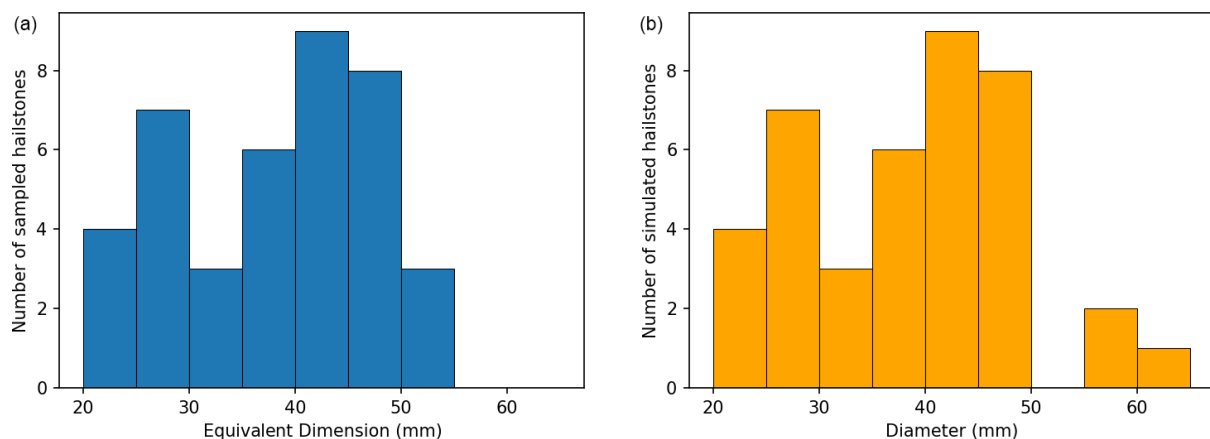 (a)
Number of sampled hailstones
8
6
4
2
0
20 30 40 50 60
Equivalent Dimension (mm)
(b)
Number of simulated hailstones
8
6
4
2
0
20 30 40 50 60
Diameter (mm)